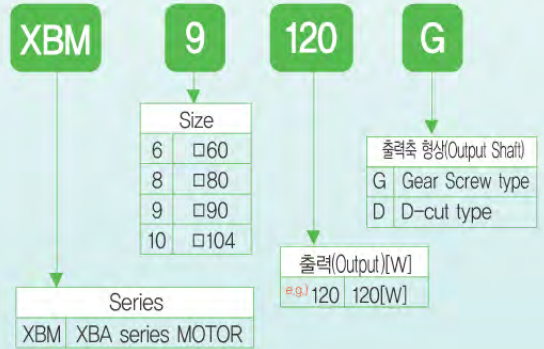 XBM 9 120 G
Size
6 □60
8 □80
9 □90
10 □104
출력축 형상(Output Shaft)
G Gear Screw type
D D-cut type
출력(Output)[W]
e.g.) 120 120[W]
Series
XBM XBA series MOTOR